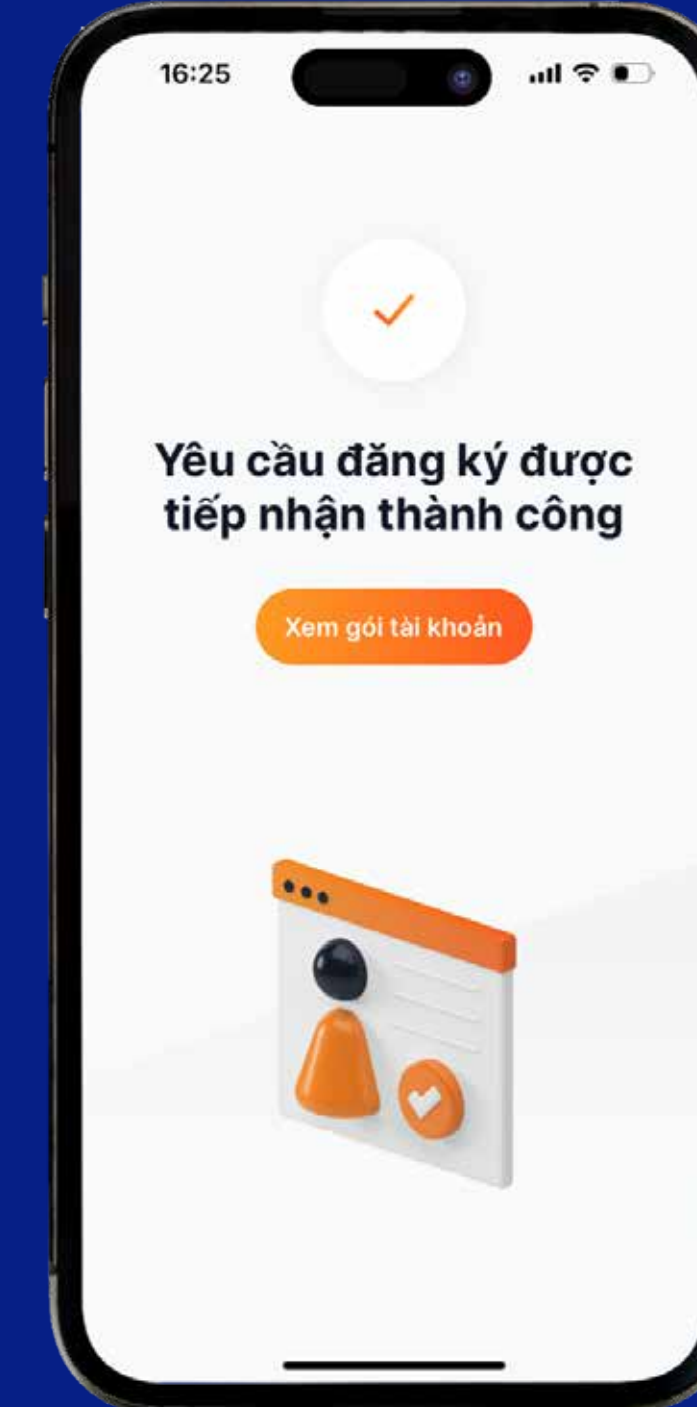 16:25
Yêu cầu đăng ký được
tiếp nhận thành công
Xem gói tài khoản